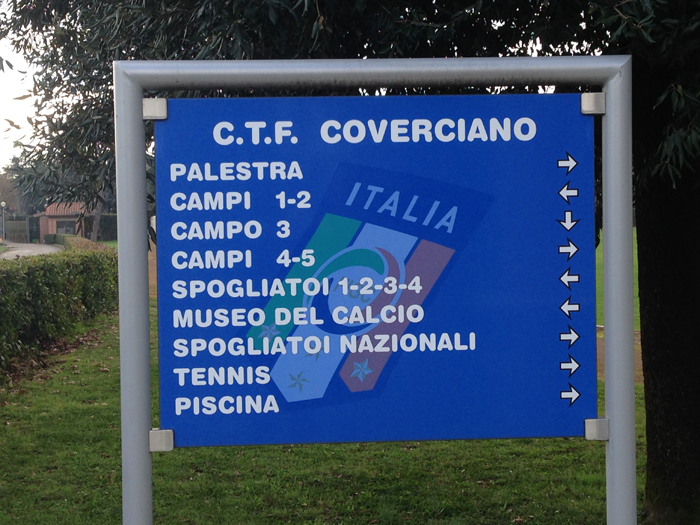 C.T.F. COVERCIANO
PALESTRA
CAMPI 1-2
CAMPO 3
CAMPI 4-5
SPOGLIATOI 1-2-3-4
MUSEO DEL CALCIO
SPOGLIATOI NAZIONALI
TENNIS
PISCINA
ITALIA